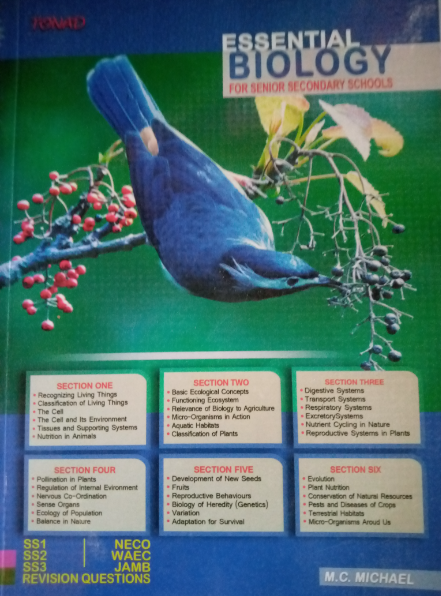 TONAD
ESSENTIAL
BIOLOGY
FOR SENIOR SECONDARY SCHOOLS
SECTION ONE
• Recognizing Living Things
• Classification of Living Things
• The Cell
• The Cell and Its Environment
• Tissues and Supporting Systems
• Nutrition in Animals
SECTION TWO
• Basic Ecological Concepts
• Functioning Ecosystem
• Relevance of Biology to Agriculture
• Micro-Organisms in Action
• Aquatic Habitats
• Classification of Plants
SECTION THREE
• Digestive Systems
• Transport Systems
• Respiratory Systems
• ExcretorySystems
• Nutrient Cycling in Nature
• Reproductive Systems in Plants
SECTION FOUR
• Pollination in Plants
• Regulation of Internal Evironment
• Nervous Co-Ordination
• Sense Organs
• Ecology of Population
• Balance in Nature
SECTION FIVE
• Development of New Seeds
• Fruits
• Reproductive Behaviours
• Biology of Heredity (Genetics)
• Variation
• Adaptation for Survival
SECTION SIX
• Evolution
• Plant Nutrition
• Conservation of Natural Resources
• Pests and Diseases of Crops
• Terrestrial Habitats
• Micro-Organisms Aroud Us
SS1 NECO
SS2 WAEC
SS3 JAMB
REVISION QUESTIONS
M.C. MICHAEL